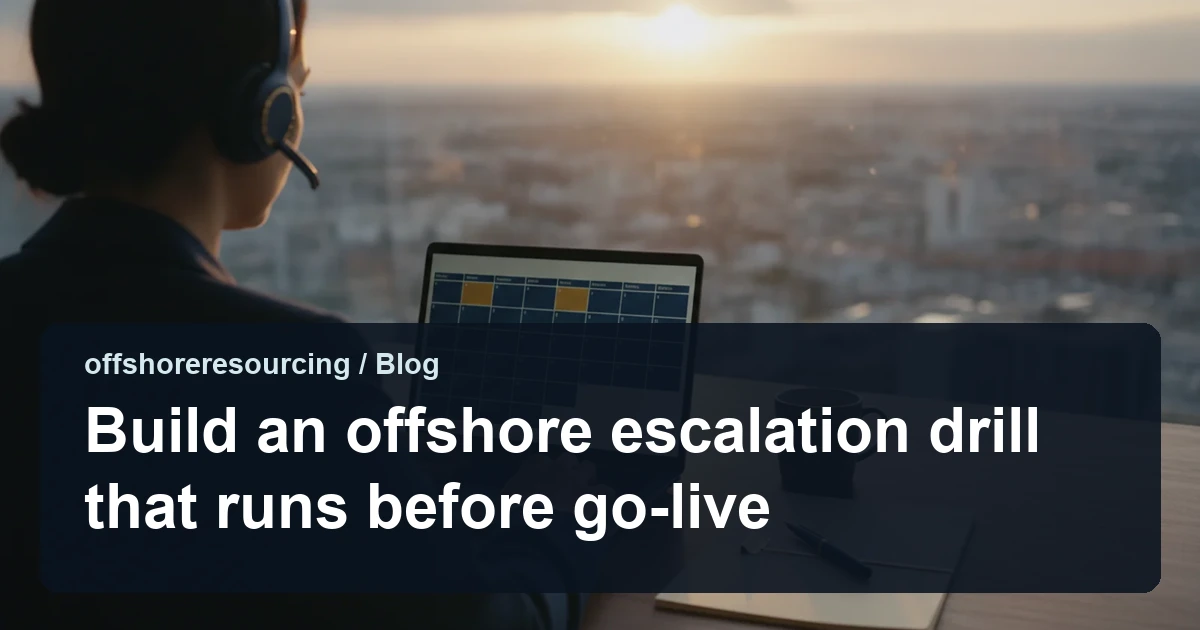 offshoreresourcing / Blog
Build an offshore escalation drill
that runs before go-live